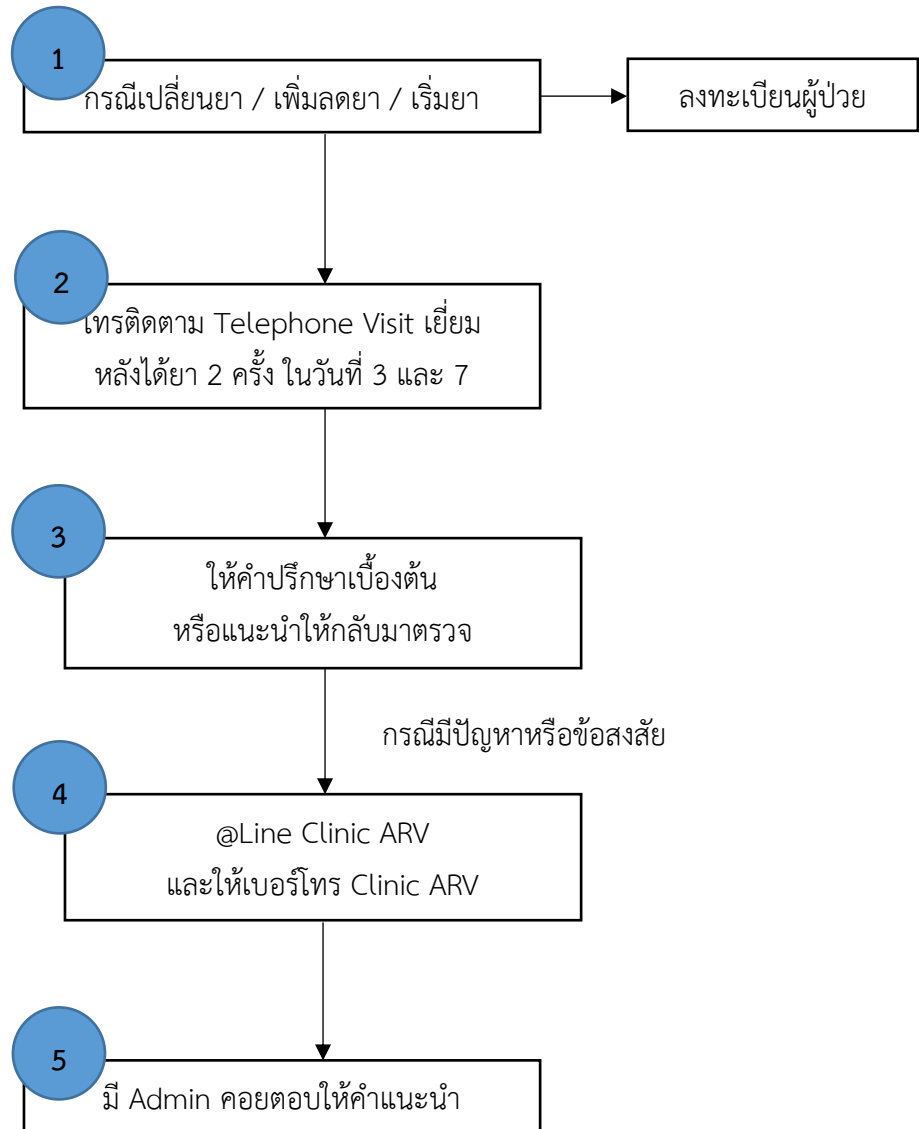 1
กรณีเปลี่ยนยา / เพิ่มลดยา / เริ่มยา
ลงทะเบียนผู้ป่วย
2
โทรติดตาม Telephone Visit เยี่ยม
หลังได้ยา 2 ครั้ง ในวันที่ 3 และ 7
3
ให้คำปรึกษาเบื้องต้น
หรือแนะนำให้กลับมาตรวจ
กรณีมีปัญหาหรือข้อสงสัย
4
@Line Clinic ARV
และให้เบอร์โทร Clinic ARV
5
มี Admin คอยตอบให้คำแนะนำ